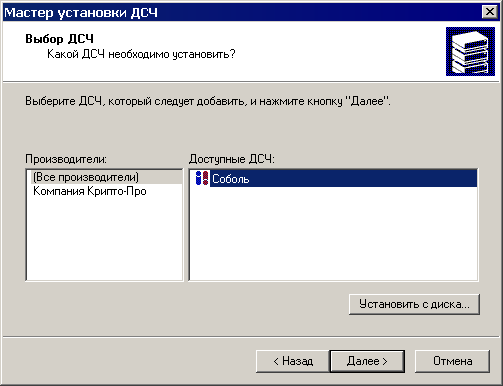 Мастер установки ДСЧ
Выбор ДСЧ
Какой ДСЧ необходимо установить?
Выберите ДСЧ, который следует добавить, и нажмите кнопку "Далее".
Производители:
(Все производители)
Компания Крипто-Про
Доступные ДСЧ:
Соболь
Установить с диска...
< Назад
Далее >
Отмена